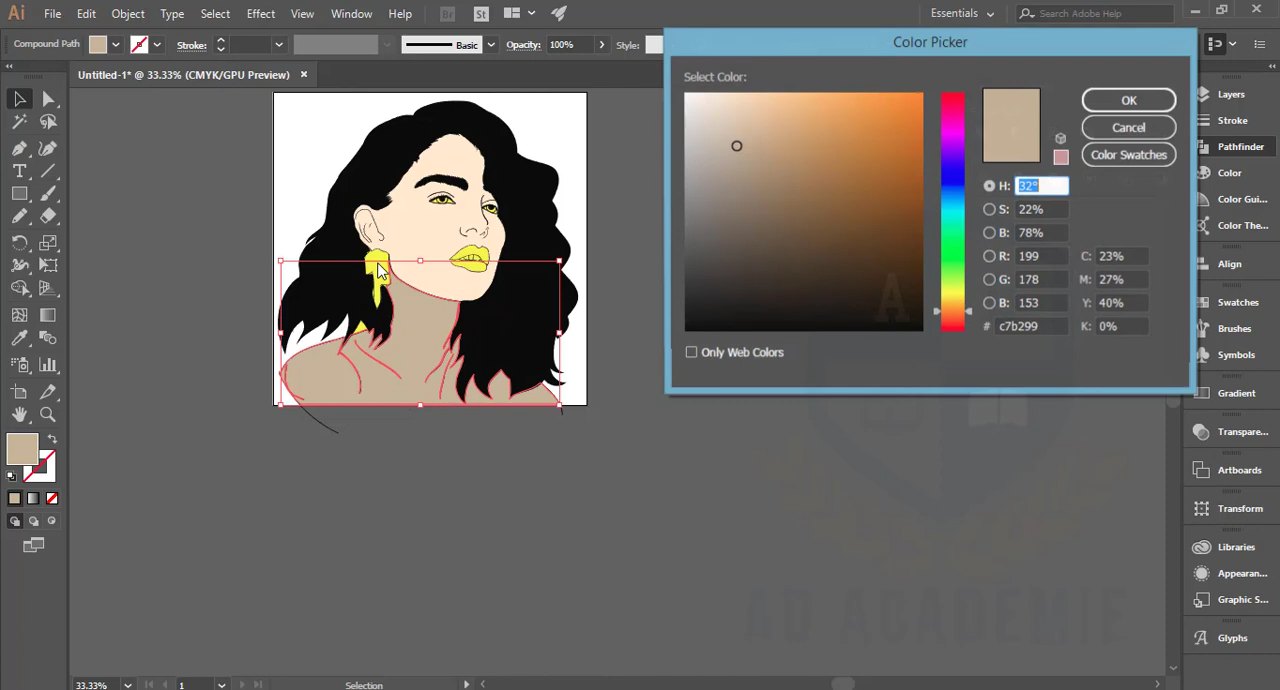 Ai File Edit Object Type Select Effect View Window Help Br St Essentials Search Adobe Help
Compound Path Stroke: Basic Opacity: 100% Style:
Untitled-1* @ 33.33% (CMYK/GPU Preview)
Color Picker
Select Color:
OK
Cancel
Color Swatches
H: 32°
S: 22%
B: 78%
R: 199 C: 23%
G: 178 M: 27%
B: 153 Y: 40%
# c7b299 K: 0%
Only Web Colors
A
Layers
Stroke
Pathfinder
Color
Color Gui...
Color The...
Align
Swatches
Brushes
Symbols
Gradient
Transpare...
Artboards
Transform
Libraries
Appearan...
Graphic S...
Glyphs
AD ACADEMIE
33.33% 1 Selection